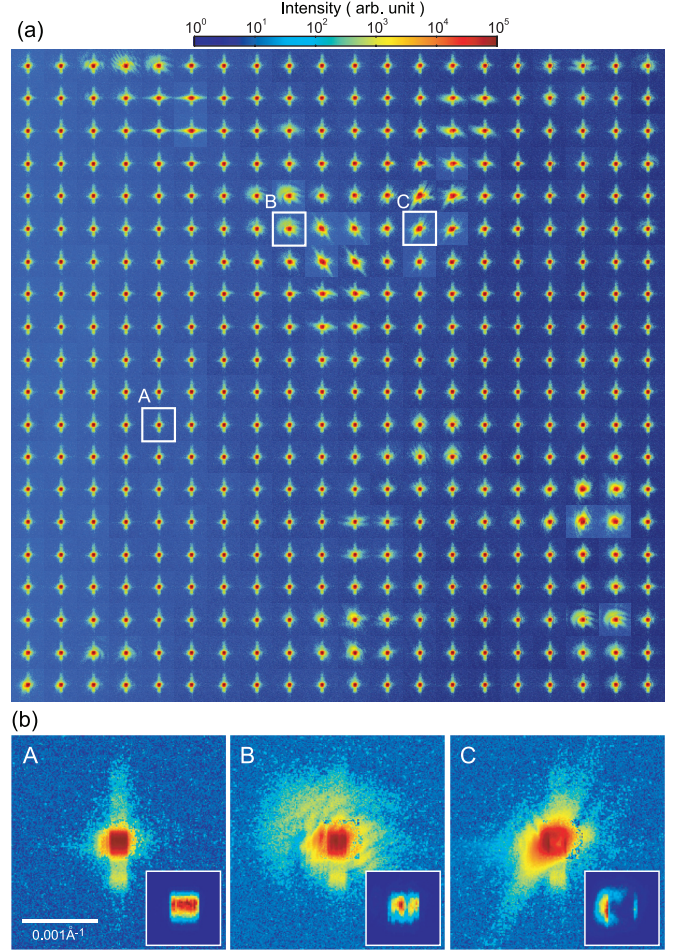 Intensity ( arb. unit )
(a)
10⁰ 10¹ 10² 10³ 10⁴ 10⁵
B
C
A
(b)
A
B
C
0.001Å⁻¹